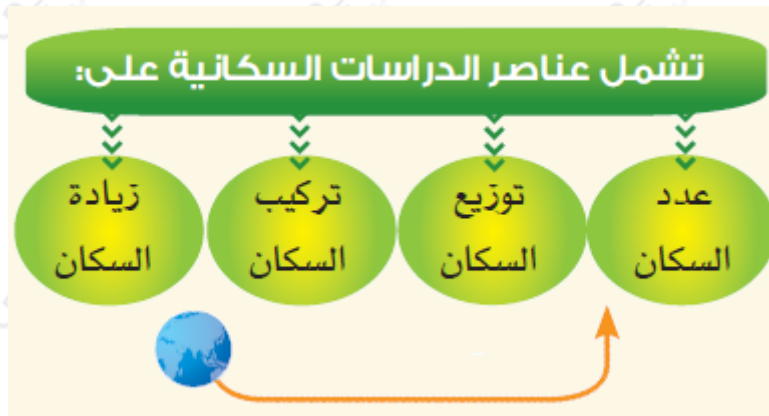 تشمل عناصر الدراسات السكانية على:
عدد
السكان
توزيع
السكان
تركيب
السكان
زيادة
السكان